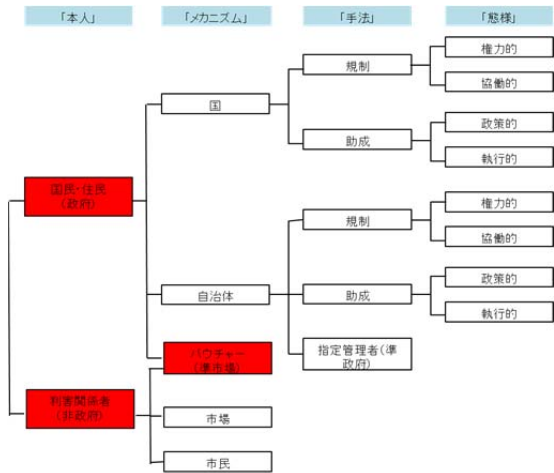 「本人」
「メカニズム」
「手法」
「態様」
国
規制
権力的
協働的
助成
政策的
執行的
国民・住民
(政府)
自治体
規制
権力的
協働的
助成
政策的
執行的
指定管理者(準
政府)
バウチャー
(準市場)
利害関係者
(非政府)
市場
市民